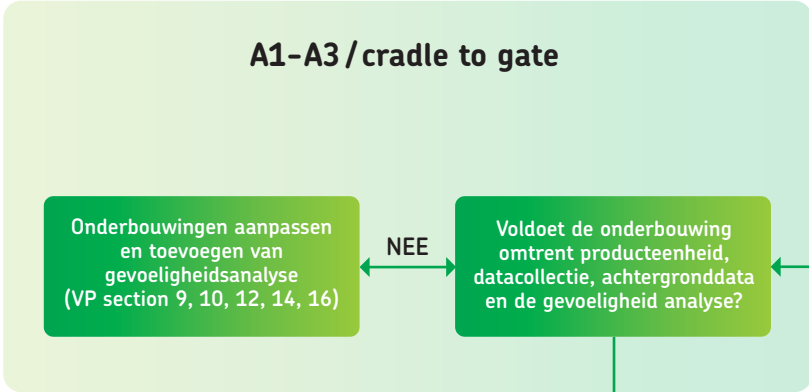 A1-A3 / cradle to gate
Onderbouwingen aanpassen
en toevoegen van
gevoeligheidsanalyse
(VP section 9, 10, 12, 14, 16)
NEE
Voldoet de onderbouwing
omtrent producteenheid,
datacollectie, achtergronddata
en de gevoeligheid analyse?